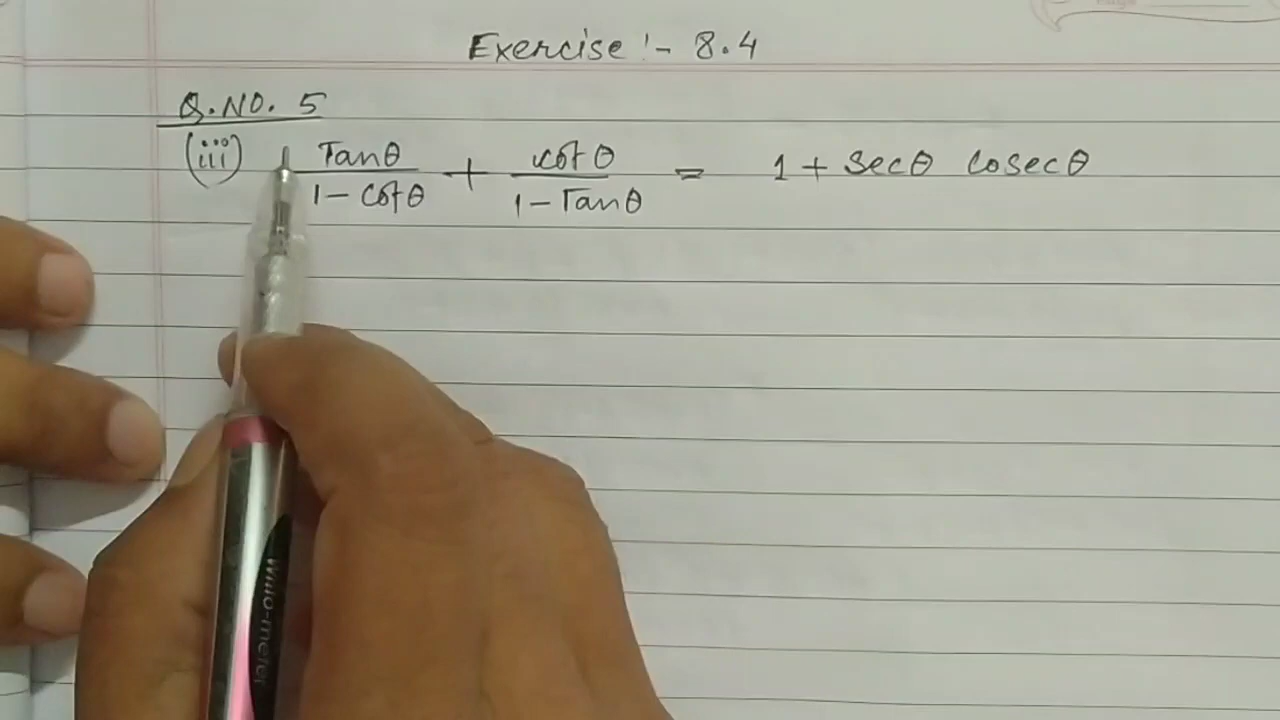 Exercise :- 8.4
Q.NO. 5
(iii) Tanθ / 1 - Cotθ + cotθ / 1 - Tanθ = 1 + secθ cosecθ